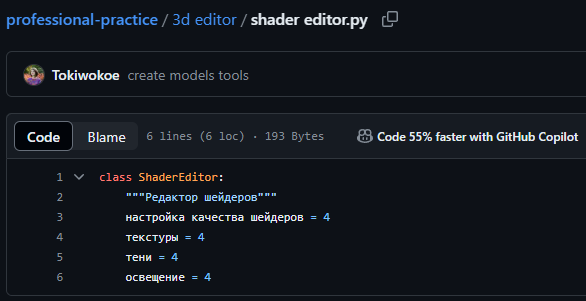 professional-practice / 3d editor / shader editor.py
Tokiwokoe create models tools
Code Blame 6 lines (6 loc) · 193 Bytes Code 55% faster with GitHub Copilot
1 class ShaderEditor:
2 """Редактор шейдеров"""
3 настройка качества шейдеров = 4
4 текстуры = 4
5 тени = 4
6 освещение = 4